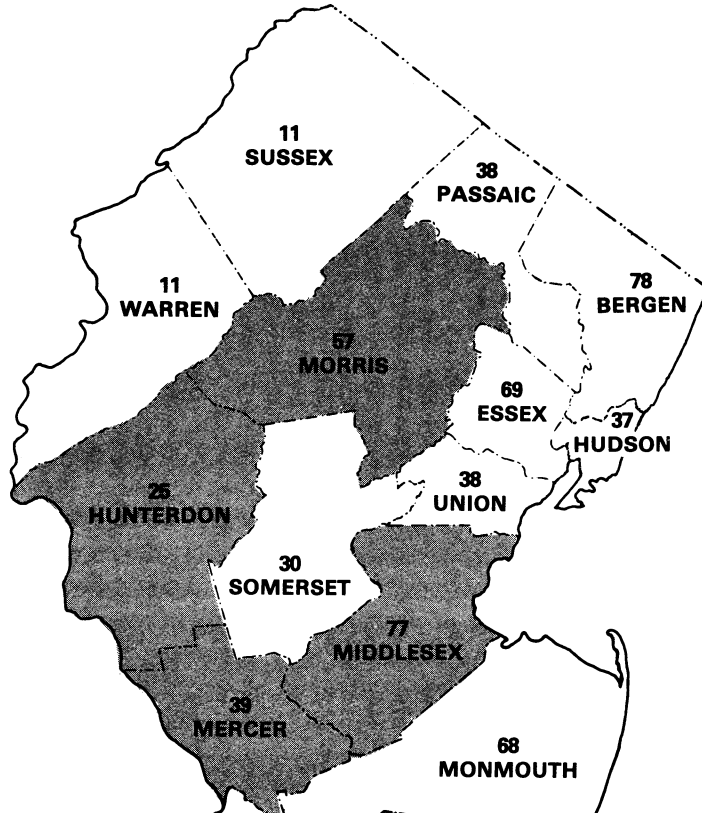 11
SUSSEX
38
PASSAIC
11
WARREN
78
BERGEN
57
MORRIS
69
ESSEX
37
HUDSON
26
HUNTERDON
38
UNION
30
SOMERSET
77
MIDDLESEX
39
MERCER
68
MONMOUTH